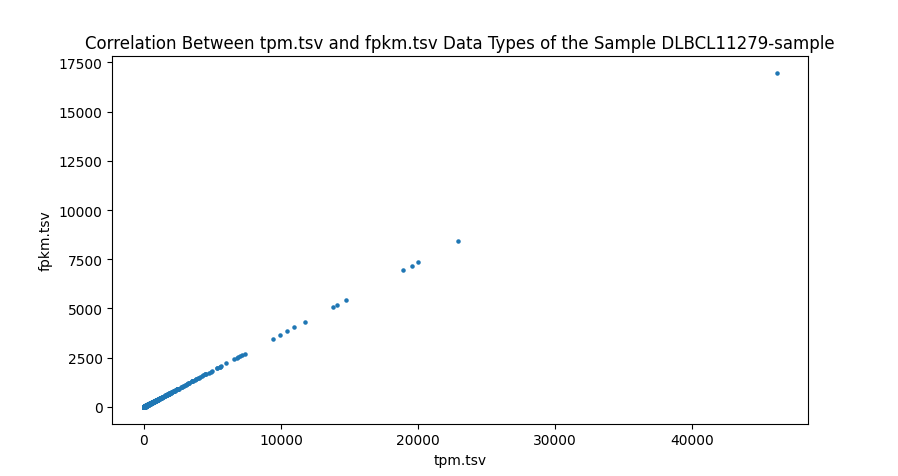 Correlation Between tpm.tsv and fpkm.tsv Data Types of the Sample DLBCL11279-sample
17500
15000
12500
10000
7500
5000
2500
0
fpkm.tsv
0 10000 20000 30000 40000
tpm.tsv